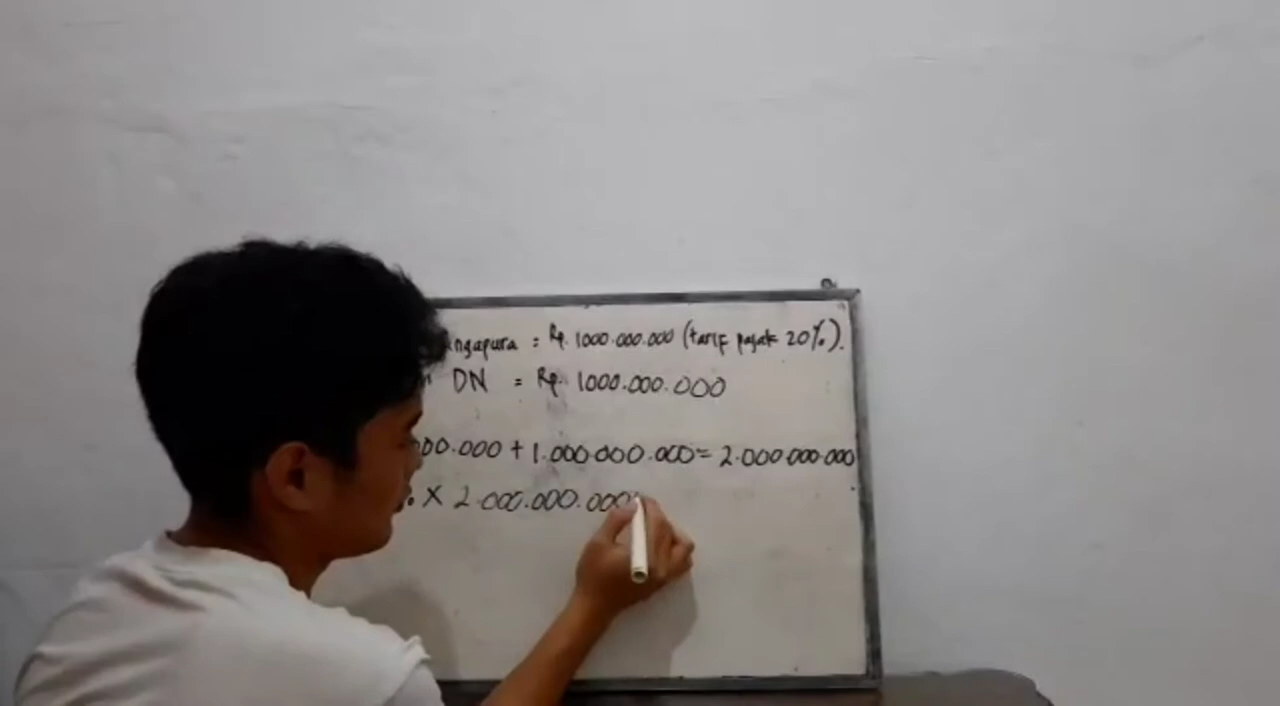 ngapura = Rp. 1000.000.000 (tarif pajak 20%).
DN = Rp. 1000.000.000
00.000 + 1.000.000.000 = 2.000.000.000
% X 2.000.000.000